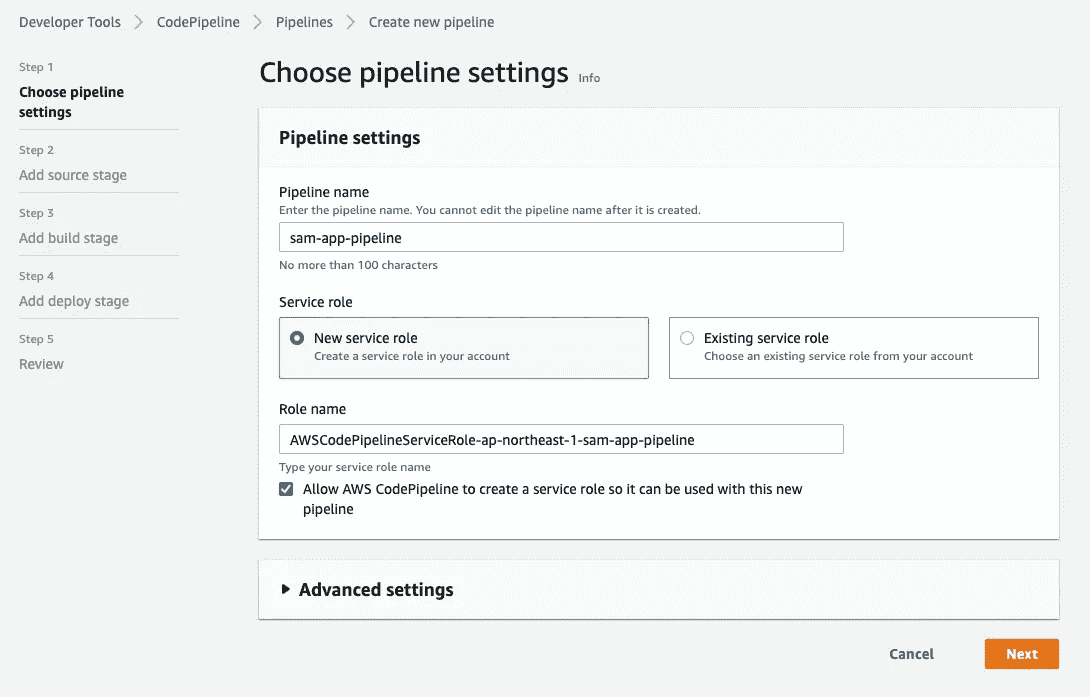 Developer Tools > CodePipeline > Pipelines > Create new pipeline
Step 1
Choose pipeline
settings
Step 2
Add source stage
Step 3
Add build stage
Step 4
Add deploy stage
Step 5
Review
Choose pipeline settings Info
Pipeline settings
Pipeline name
Enter the pipeline name. You cannot edit the pipeline name after it is created.
sam-app-pipeline
No more than 100 characters
Service role
New service role
Create a service role in your account
Existing service role
Choose an existing service role from your account
Role name
AWSCodePipelineServiceRole-ap-northeast-1-sam-app-pipeline
Type your service role name
Allow AWS CodePipeline to create a service role so it can be used with this new
pipeline
Advanced settings
Cancel
Next